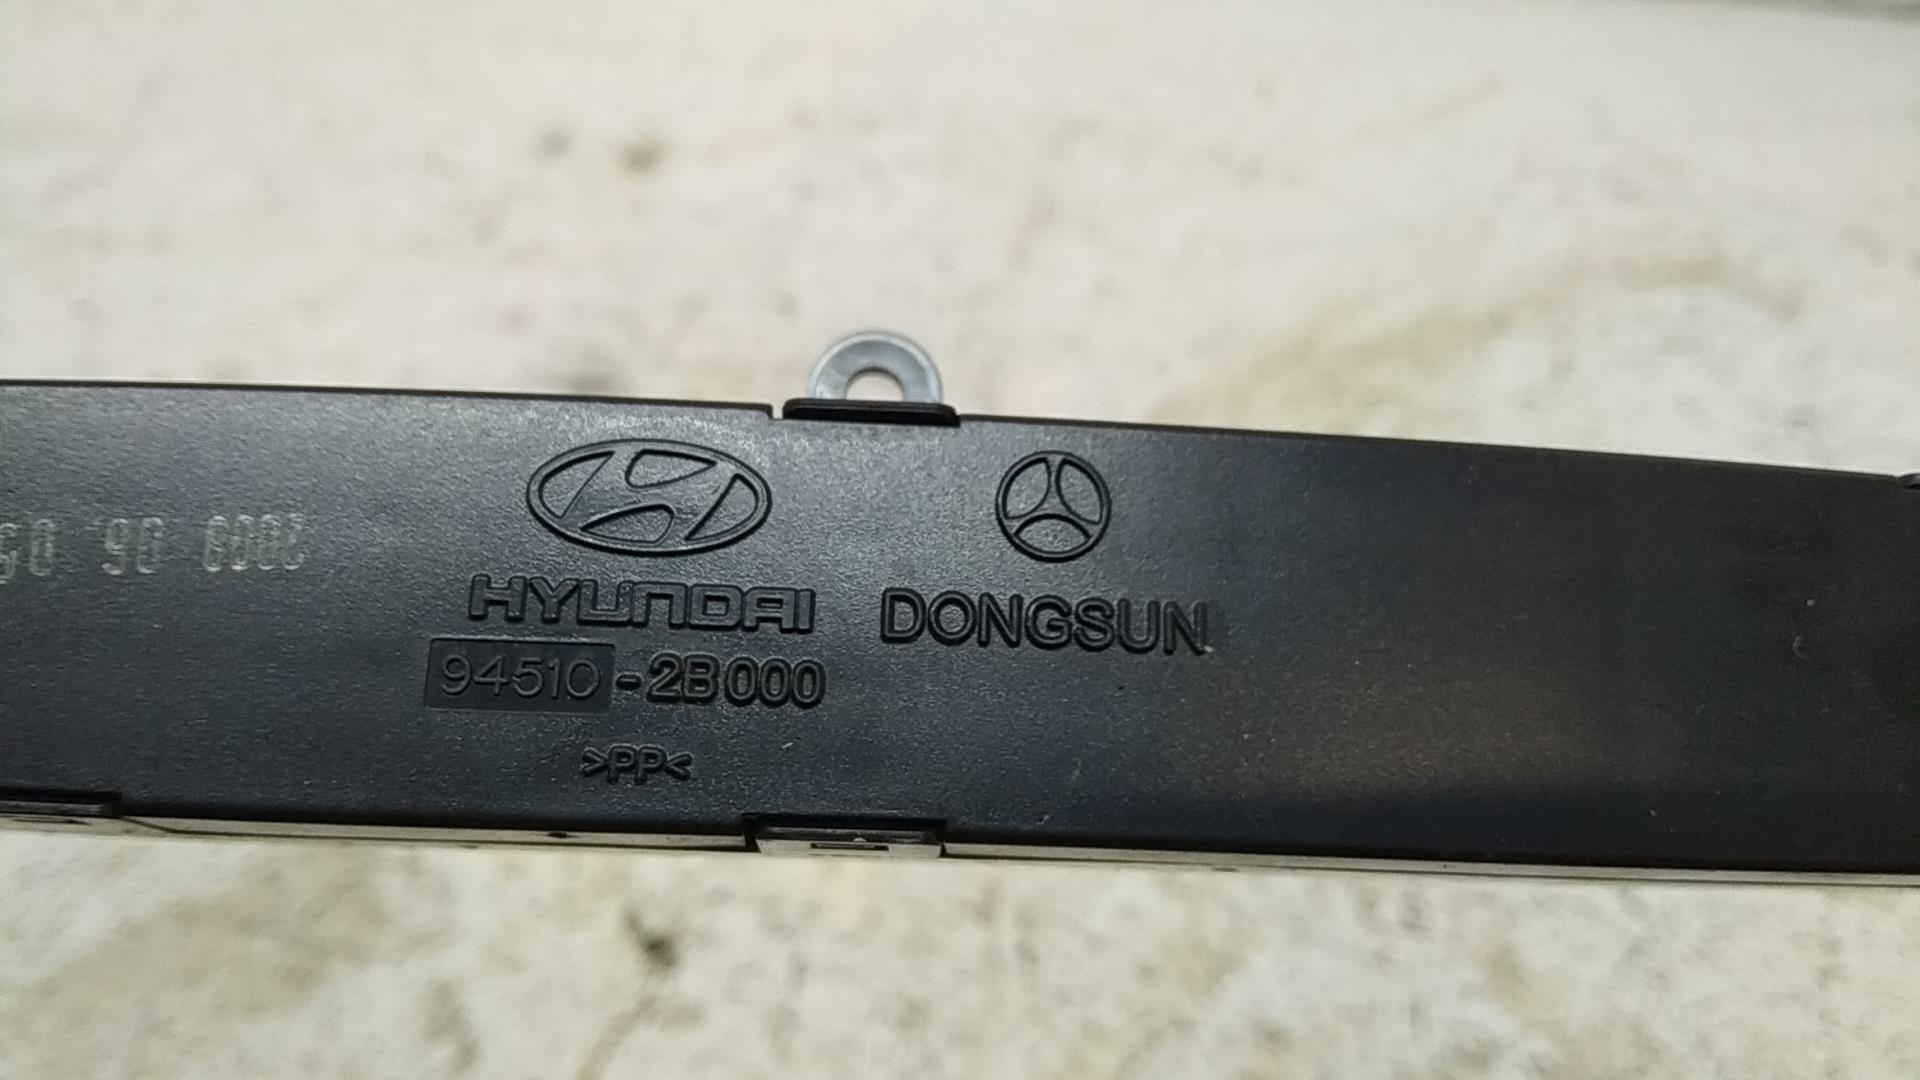 HYUNDAI
DONGSUN
94510-2B000
>PP<